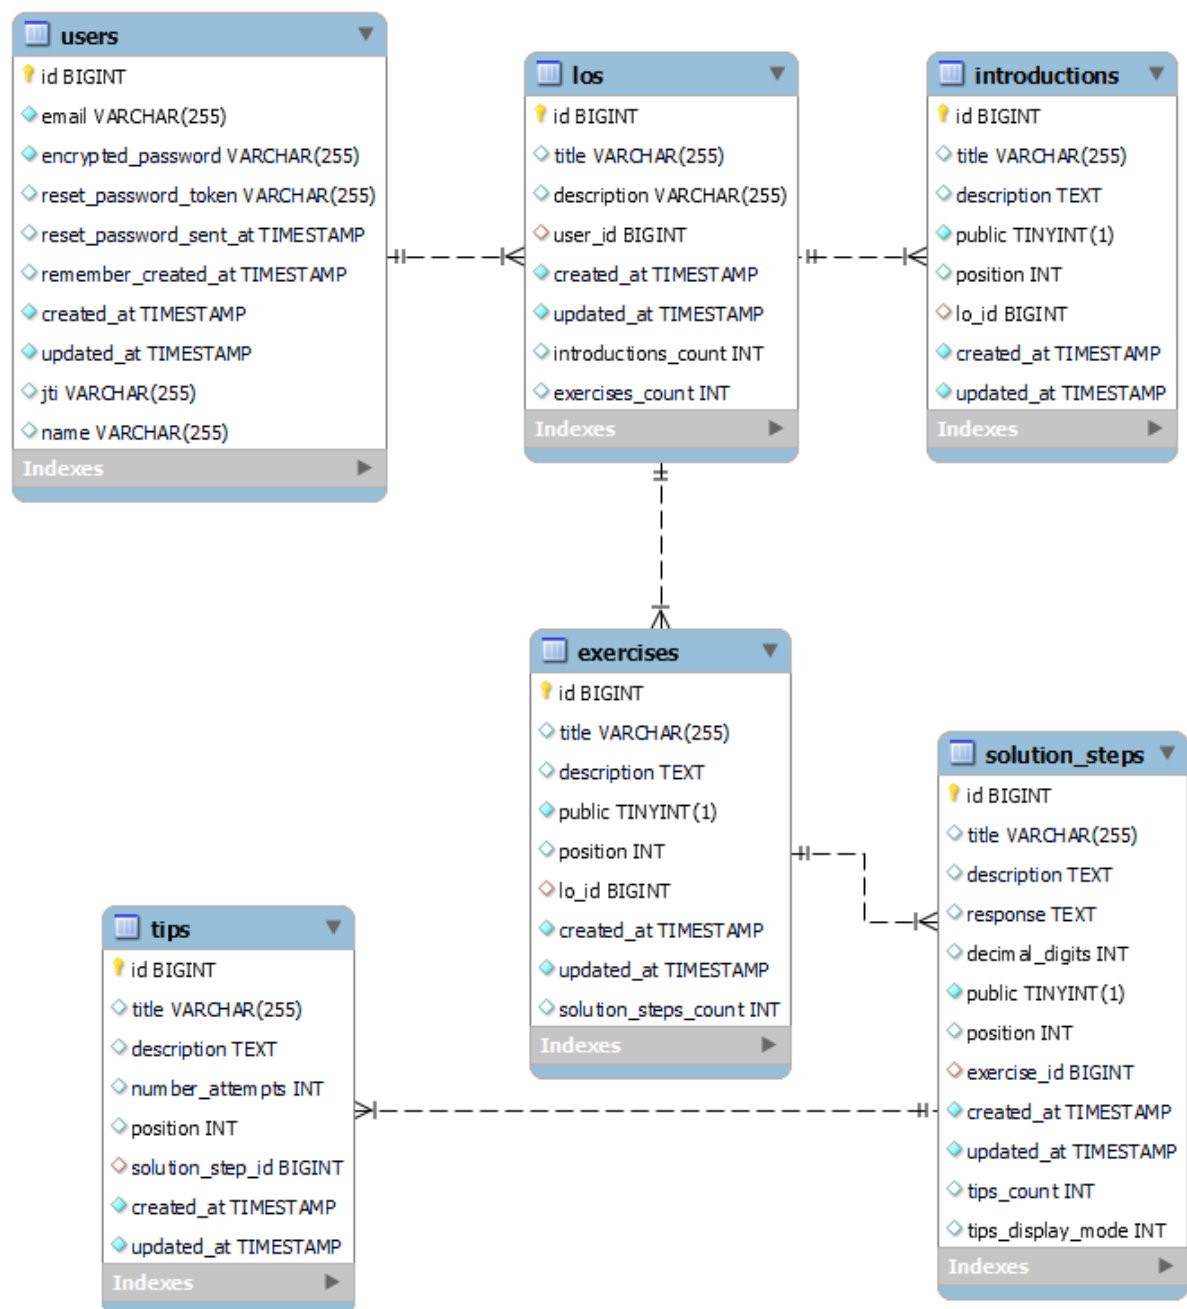 users
id BIGINT
email VARCHAR(255)
encrypted_password VARCHAR(255)
reset_password_token VARCHAR(255)
reset_password_sent_at TIMESTAMP
remember_created_at TIMESTAMP
created_at TIMESTAMP
updated_at TIMESTAMP
jti VARCHAR(255)
name VARCHAR(255)
Indexes
los
id BIGINT
title VARCHAR(255)
description VARCHAR(255)
user_id BIGINT
created_at TIMESTAMP
updated_at TIMESTAMP
introductions_count INT
exercises_count INT
Indexes
introductions
id BIGINT
title VARCHAR(255)
description TEXT
public TINYINT(1)
position INT
lo_id BIGINT
created_at TIMESTAMP
updated_at TIMESTAMP
Indexes
exercises
id BIGINT
title VARCHAR(255)
description TEXT
public TINYINT(1)
position INT
lo_id BIGINT
created_at TIMESTAMP
updated_at TIMESTAMP
solution_steps_count INT
Indexes
solution_steps
id BIGINT
title VARCHAR(255)
description TEXT
response TEXT
decimal_digits INT
public TINYINT(1)
position INT
exercise_id BIGINT
created_at TIMESTAMP
updated_at TIMESTAMP
tips_count INT
tips_display_mode INT
Indexes
tips
id BIGINT
title VARCHAR(255)
description TEXT
number_attempts INT
position INT
solution_step_id BIGINT
created_at TIMESTAMP
updated_at TIMESTAMP
Indexes